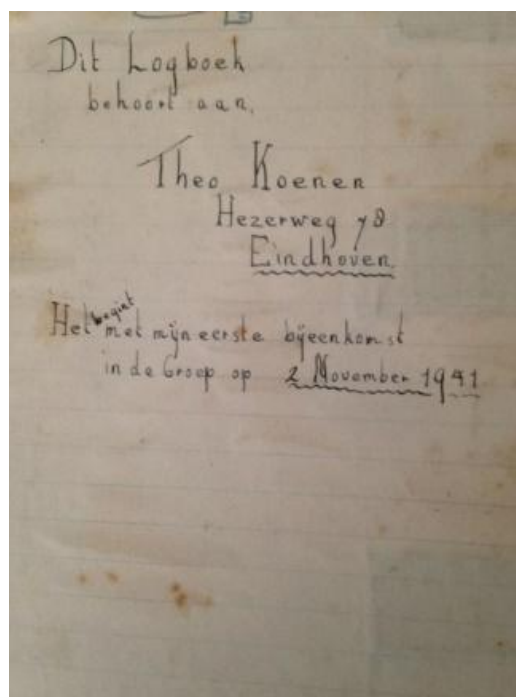 Dit Logboek
behoort aan,
Theo Koenen
Hezerweg 78
Eindhoven.
Het begint met mijn eerste bijeenkomst
in de Groep op 2 November 1941